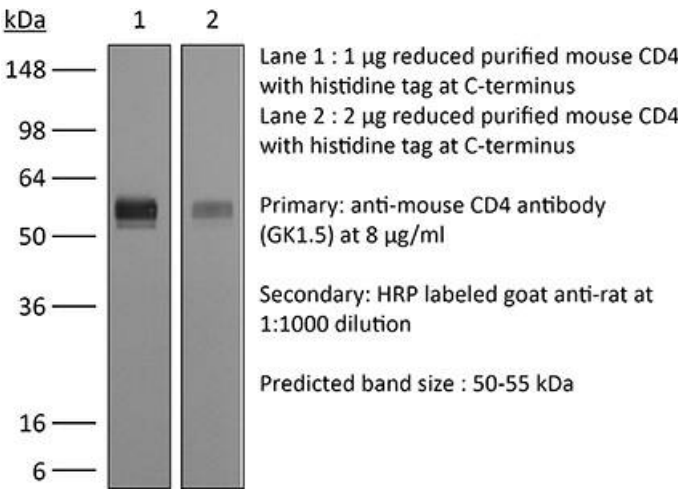 kDa
1 2
148
98
64
50
36
16
6
Lane 1 : 1 µg reduced purified mouse CD4
with histidine tag at C-terminus
Lane 2 : 2 µg reduced purified mouse CD4
with histidine tag at C-terminus
Primary: anti-mouse CD4 antibody
(GK1.5) at 8 µg/ml
Secondary: HRP labeled goat anti-rat at
1:1000 dilution
Predicted band size : 50-55 kDa